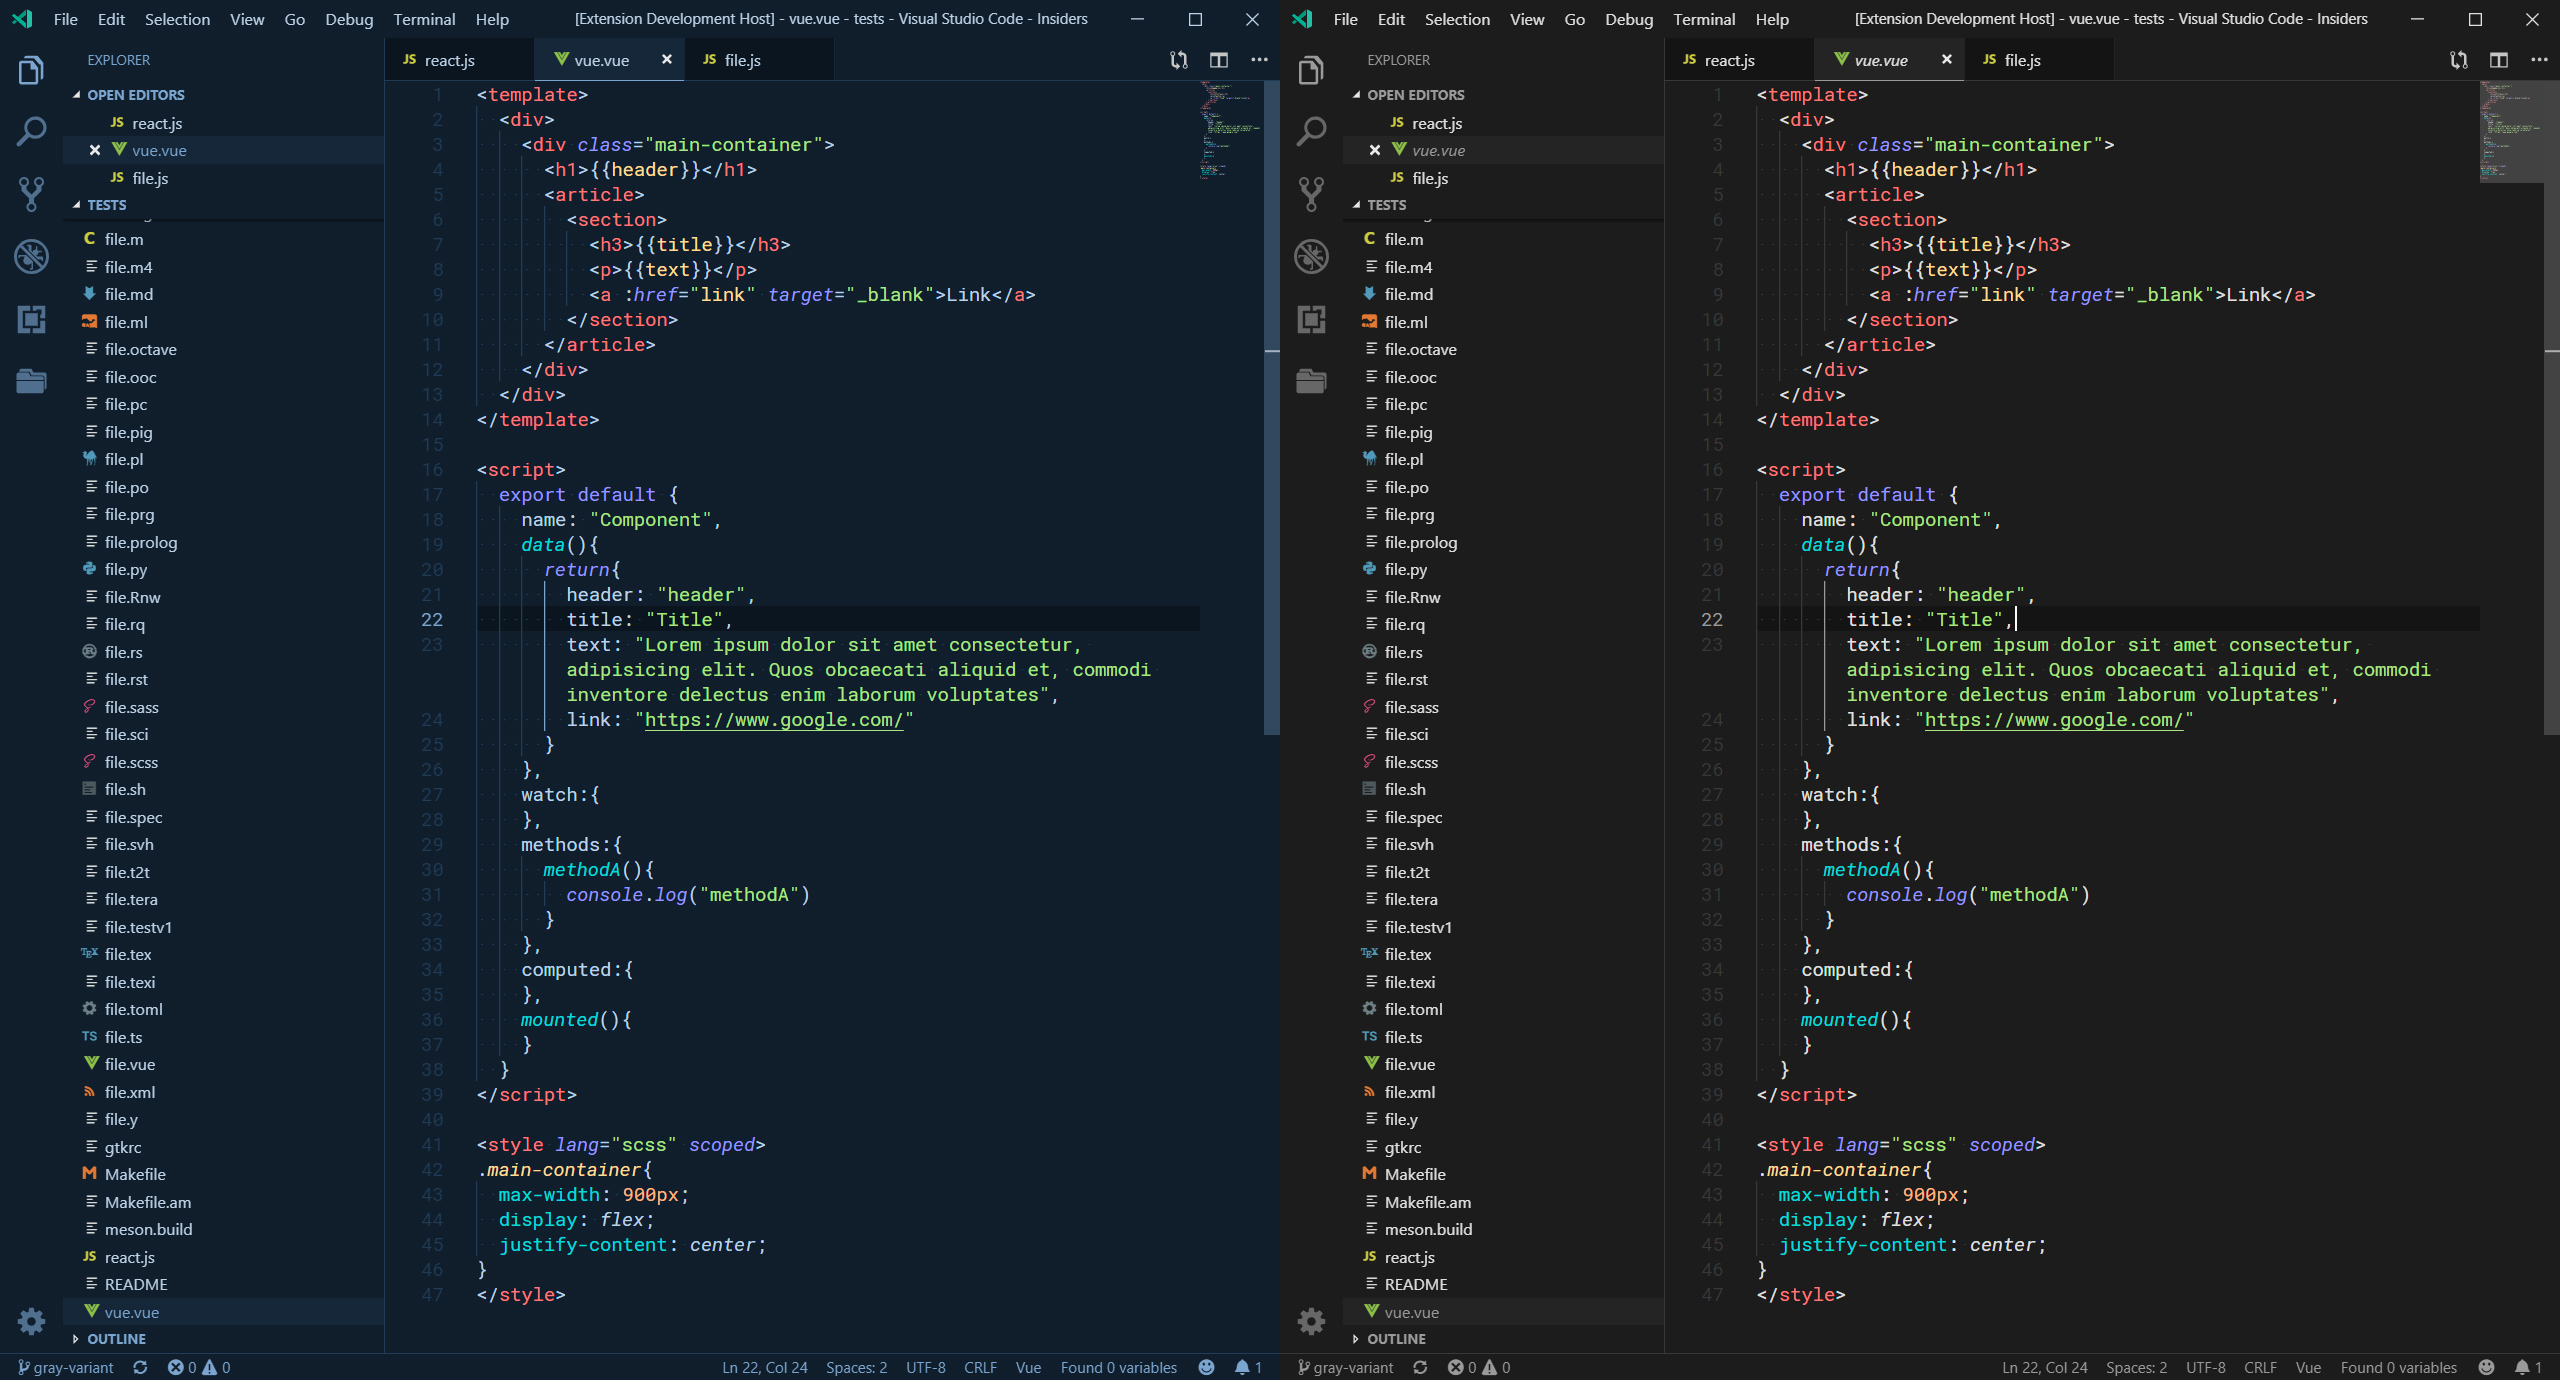 File Edit Selection View Go Debug Terminal Help [Extension Development Host] - vue.vue - tests - Visual Studio Code - Insiders
EXPLORER
OPEN EDITORS
JS react.js
vue.vue
JS file.js
TESTS
C file.m
file.m4
file.md
file.ml
file.octave
file.ooc
file.pc
file.pig
file.pl
file.po
file.prg
file.prolog
file.py
file.Rnw
file.rq
file.rs
file.rst
file.sass
file.sci
file.scss
file.sh
file.spec
file.svh
file.t2t
file.tera
file.testv1
TEX file.tex
file.texi
file.toml
TS file.ts
file.vue
file.xml
file.y
gtkrc
M Makefile
Makefile.am
meson.build
JS react.js
README
vue.vue
OUTLINE
JS react.js vue.vue JS file.js
1 <template>
2 <div>
3 <div class="main-container">
4 <h1>{{header}}</h1>
5 <article>
6 <section>
7 <h3>{{title}}</h3>
8 <p>{{text}}</p>
9 <a :href="link" target="_blank">Link</a>
10 </section>
11 </article>
12 </div>
13 </div>
14 </template>
15
16 <script>
17 export default {
18 name: "Component",
19 data(){
20 return{
21 header: "header",
22 title: "Title",
23 text: "Lorem ipsum dolor sit amet consectetur,
adipisicing elit. Quos obcaecati aliquid et, commodi
inventore delectus enim laborum voluptates",
24 link: "https://www.google.com/"
25 }
26 },
27 watch:{
28 },
29 methods:{
30 methodA(){
31 console.log("methodA")
32 }
33 },
34 computed:{
35 },
36 mounted(){
37 }
38 }
39 </script>
40
41 <style lang="scss" scoped>
42 .main-container{
43 max-width: 900px;
44 display: flex;
45 justify-content: center;
46 }
47 </style>
gray-variant 0 0 Ln 22, Col 24 Spaces: 2 UTF-8 CRLF Vue Found 0 variables 1
File Edit Selection View Go Debug Terminal Help [Extension Development Host] - vue.vue - tests - Visual Studio Code - Insiders
EXPLORER
OPEN EDITORS
JS react.js
vue.vue
JS file.js
TESTS
C file.m
file.m4
file.md
file.ml
file.octave
file.ooc
file.pc
file.pig
file.pl
file.po
file.prg
file.prolog
file.py
file.Rnw
file.rq
file.rs
file.rst
file.sass
file.sci
file.scss
file.sh
file.spec
file.svh
file.t2t
file.tera
file.testv1
TEX file.tex
file.texi
file.toml
TS file.ts
file.vue
file.xml
file.y
gtkrc
M Makefile
Makefile.am
meson.build
JS react.js
README
vue.vue
OUTLINE
JS react.js vue.vue JS file.js
1 <template>
2 <div>
3 <div class="main-container">
4 <h1>{{header}}</h1>
5 <article>
6 <section>
7 <h3>{{title}}</h3>
8 <p>{{text}}</p>
9 <a :href="link" target="_blank">Link</a>
10 </section>
11 </article>
12 </div>
13 </div>
14 </template>
15
16 <script>
17 export default {
18 name: "Component",
19 data(){
20 return{
21 header: "header",
22 title: "Title",
23 text: "Lorem ipsum dolor sit amet consectetur,
adipisicing elit. Quos obcaecati aliquid et, commodi
inventore delectus enim laborum voluptates",
24 link: "https://www.google.com/"
25 }
26 },
27 watch:{
28 },
29 methods:{
30 methodA(){
31 console.log("methodA")
32 }
33 },
34 computed:{
35 },
36 mounted(){
37 }
38 }
39 </script>
40
41 <style lang="scss" scoped>
42 .main-container{
43 max-width: 900px;
44 display: flex;
45 justify-content: center;
46 }
47 </style>
gray-variant 0 0 Ln 22, Col 24 Spaces: 2 UTF-8 CRLF Vue Found 0 variables 1